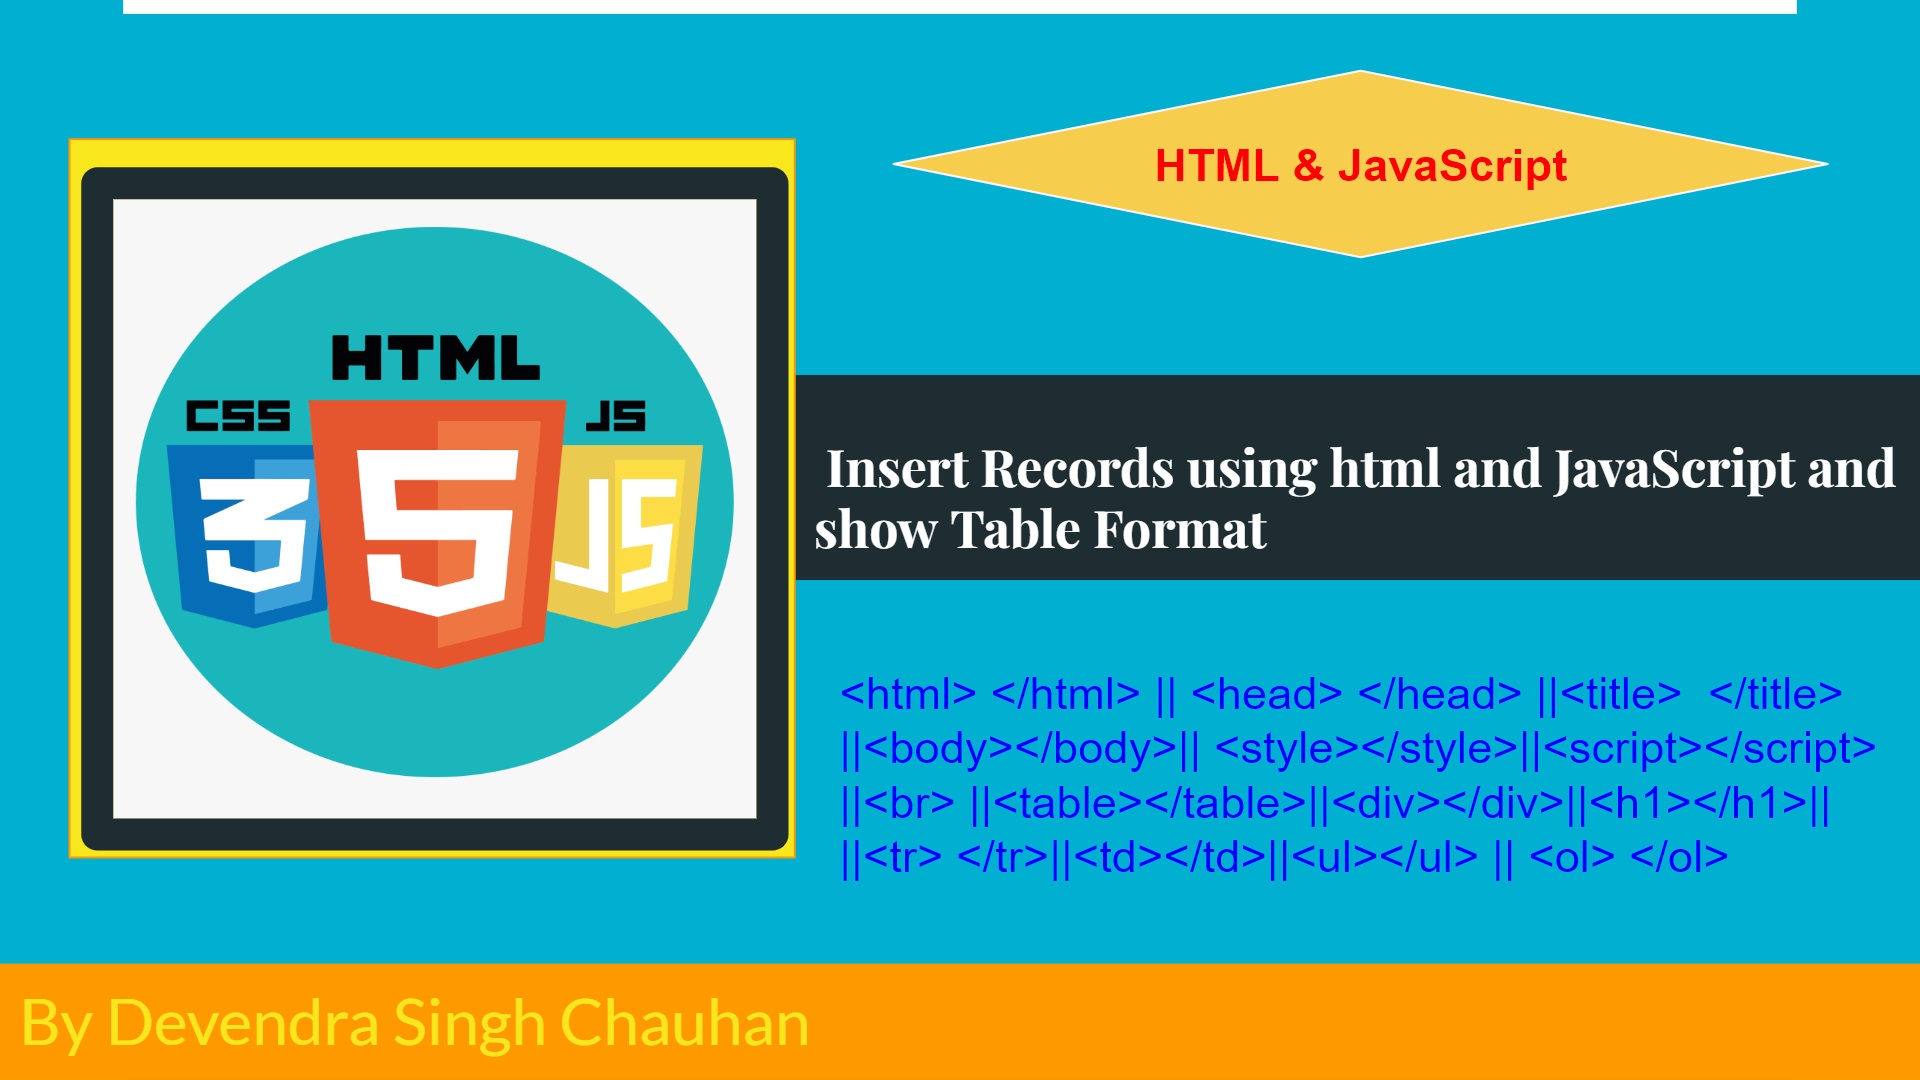 HTML & JavaScript
HTML
CSS
JS
3
5
JS
Insert Records using html and JavaScript and
show Table Format
<html> </html> || <head> </head> ||<title>  </title>
||<body></body>|| <style></style>||<script></script>
||<br> ||<table></table>||<div></div>||<h1></h1>||
||<tr> </tr>||<td></td>||<ul></ul> || <ol> </ol>
By Devendra Singh Chauhan